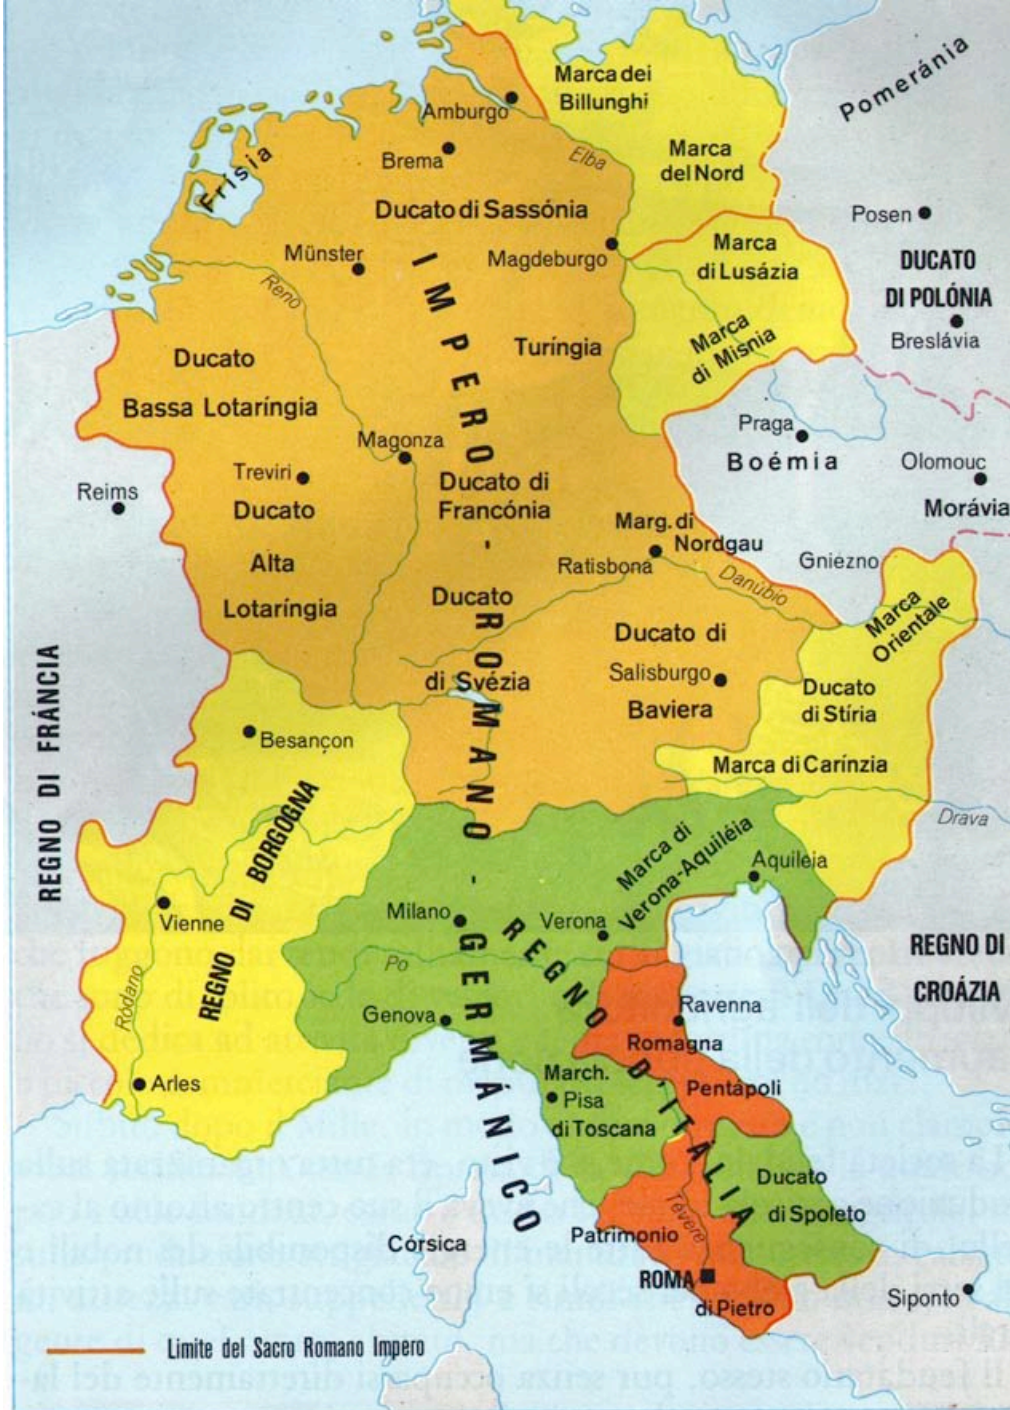 Marca dei
Billunghi
Pomeránia
Amburgo
Brema
Elba
Marca
del Nord
Frísia
Ducato di Sassónia
Posen
Münster
Magdeburgo
Marca
di Lusázia
DUCATO
DI POLÓNIA
Breslávia
Reno
Ducato
Bassa Lotaríngia
Turíngia
Marca
di Misnia
Magonza
Praga
Boémia
Olomouc
Morávia
Reims
Treviri
Ducato
Alta
Lotaríngia
Ducato di
Francónia
Marg. di
Nordgau
Ratisbona
Danúbio
Gniezno
Marca
Orientale
Ducato
di Svézia
Ducato di
Salisburgo
Baviera
Ducato
di Stíria
Marca di Carínzia
Drava
IMPERO - ROMANO - GERMÁNICO
REGNO DI FRÁNCIA
Besançon
REGNO DI BORGOGNA
Vienne
Ródano
Arles
Marca di
Verona-Aquiléia
Aquileia
Milano
Verona
Po
Genova
REGNO D'ITALIA
REGNO DI
CROÁZIA
Ravenna
Romagna
Pentápoli
March.
Pisa
di Toscana
Ducato
di Spoleto
Tévere
Patrimonio
ROMA
di Pietro
Córsica
Siponto
Limite del Sacro Romano Impero